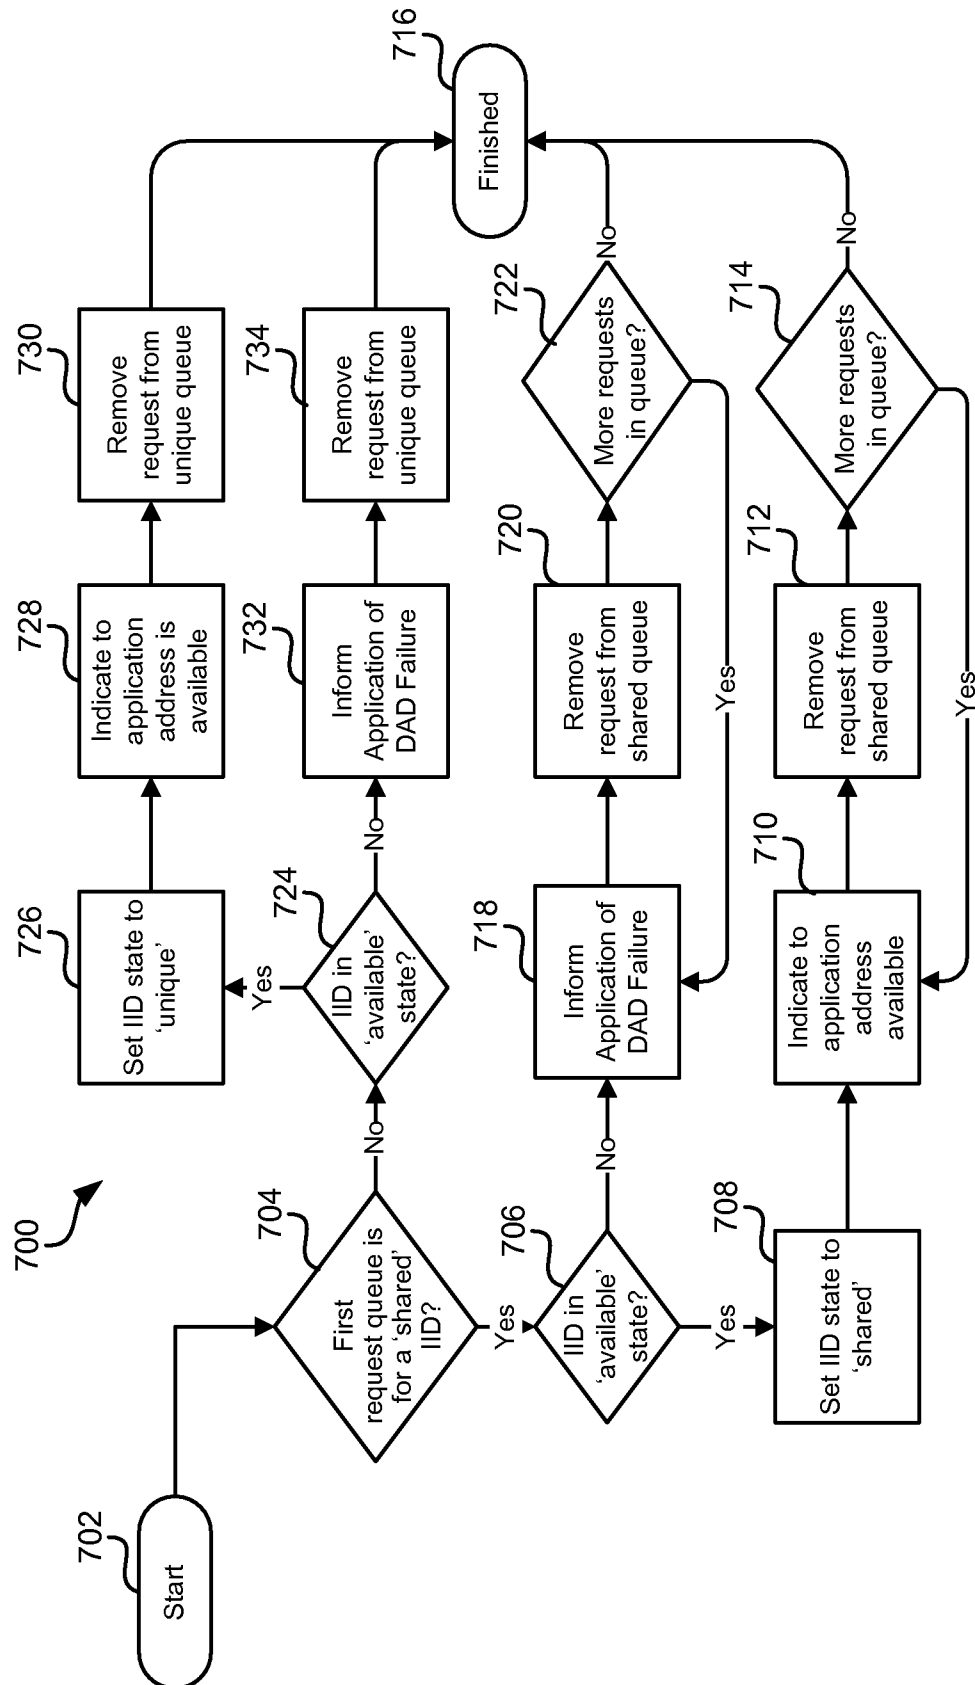 700
702
Start
704
First
request queue is
for a ‘shared’
IID?
No
Yes
724
IID in
‘available’
state?
Yes
No
726
Set IID state to
‘unique’
728
Indicate to
application
address is
available
730
Remove
request from
unique queue
732
Inform
Application of
DAD Failure
734
Remove
request from
unique queue
716
Finished
706
IID in
‘available’
state?
No
Yes
718
Inform
Application of
DAD Failure
720
Remove
request from
shared queue
722
More requests
in queue?
No
Yes
708
Set IID state to
‘shared’
710
Indicate to
application
address
available
712
Remove
request from
shared queue
714
More requests
in queue?
No
Yes